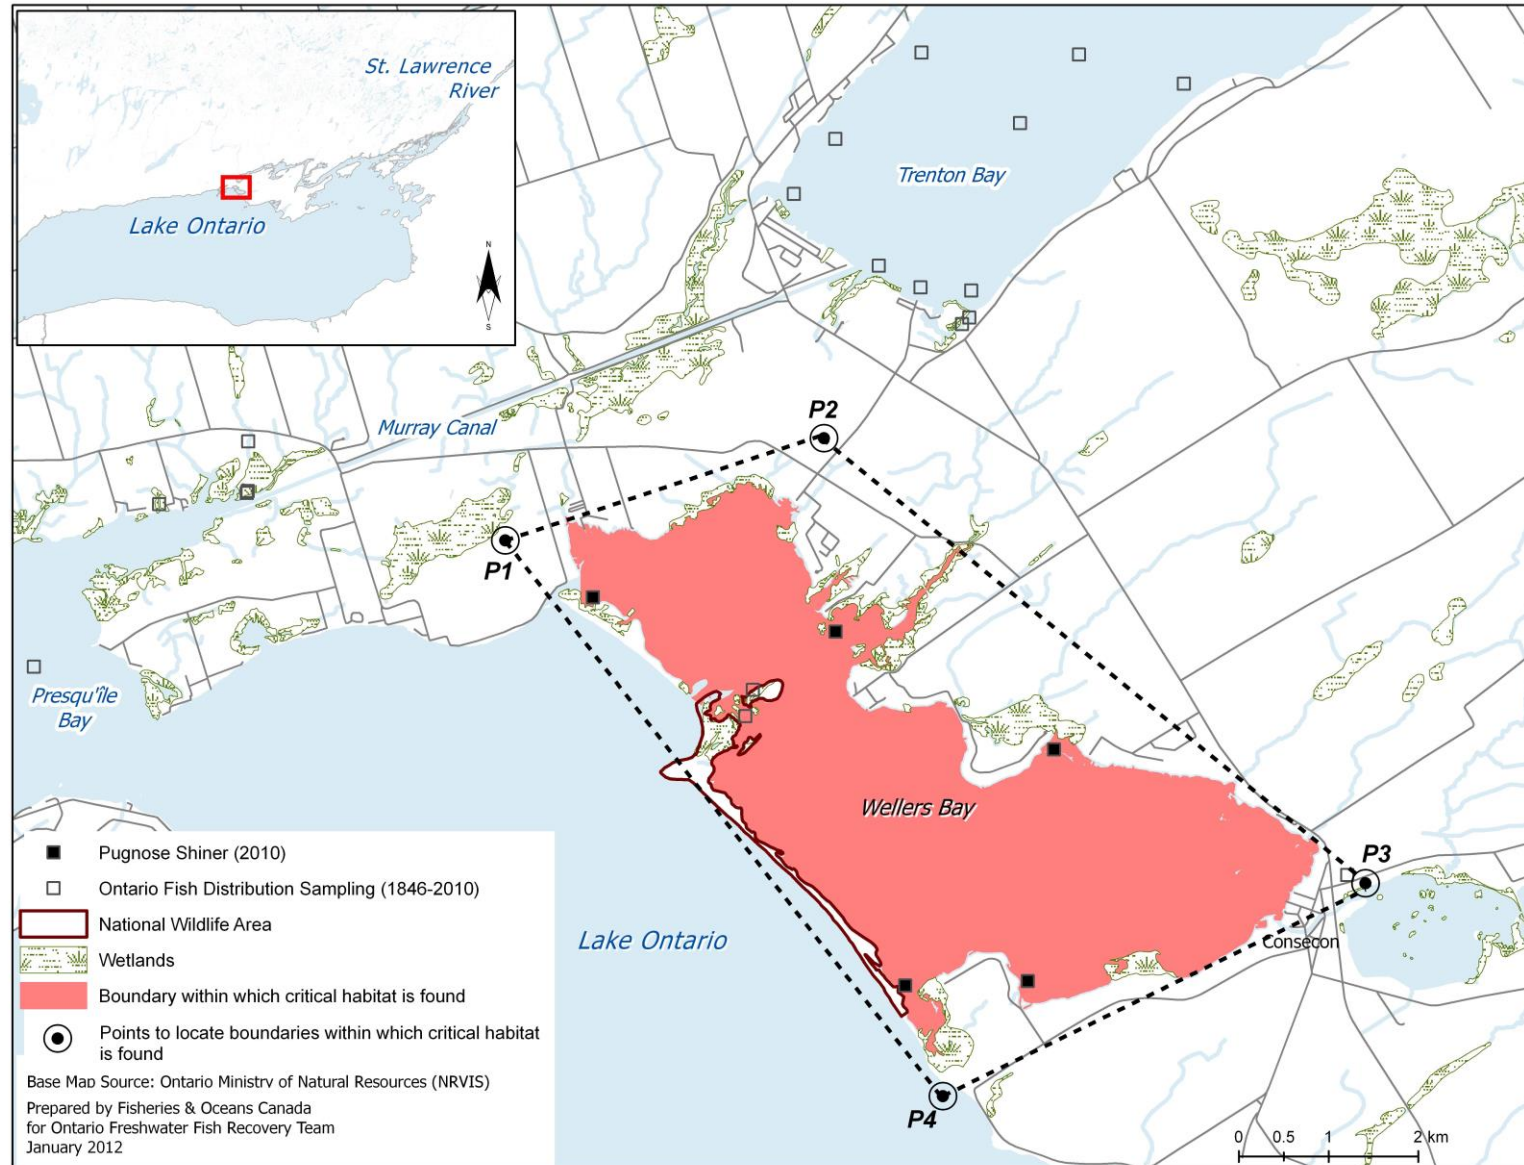 St. Lawrence
River
Lake Ontario
N
S
Trenton Bay
Murray Canal
P2
P1
Presqu'île
Bay
Wellers Bay
P3
Consecon
Lake Ontario
P4
Pugnose Shiner (2010)
Ontario Fish Distribution Sampling (1846-2010)
National Wildlife Area
Wetlands
Boundary within which critical habitat is found
Points to locate boundaries within which critical habitat
is found
Base Map Source: Ontario Ministry of Natural Resources (NRVIS)
Prepared by Fisheries & Oceans Canada
for Ontario Freshwater Fish Recovery Team
January 2012
0 0.5 1 2 km